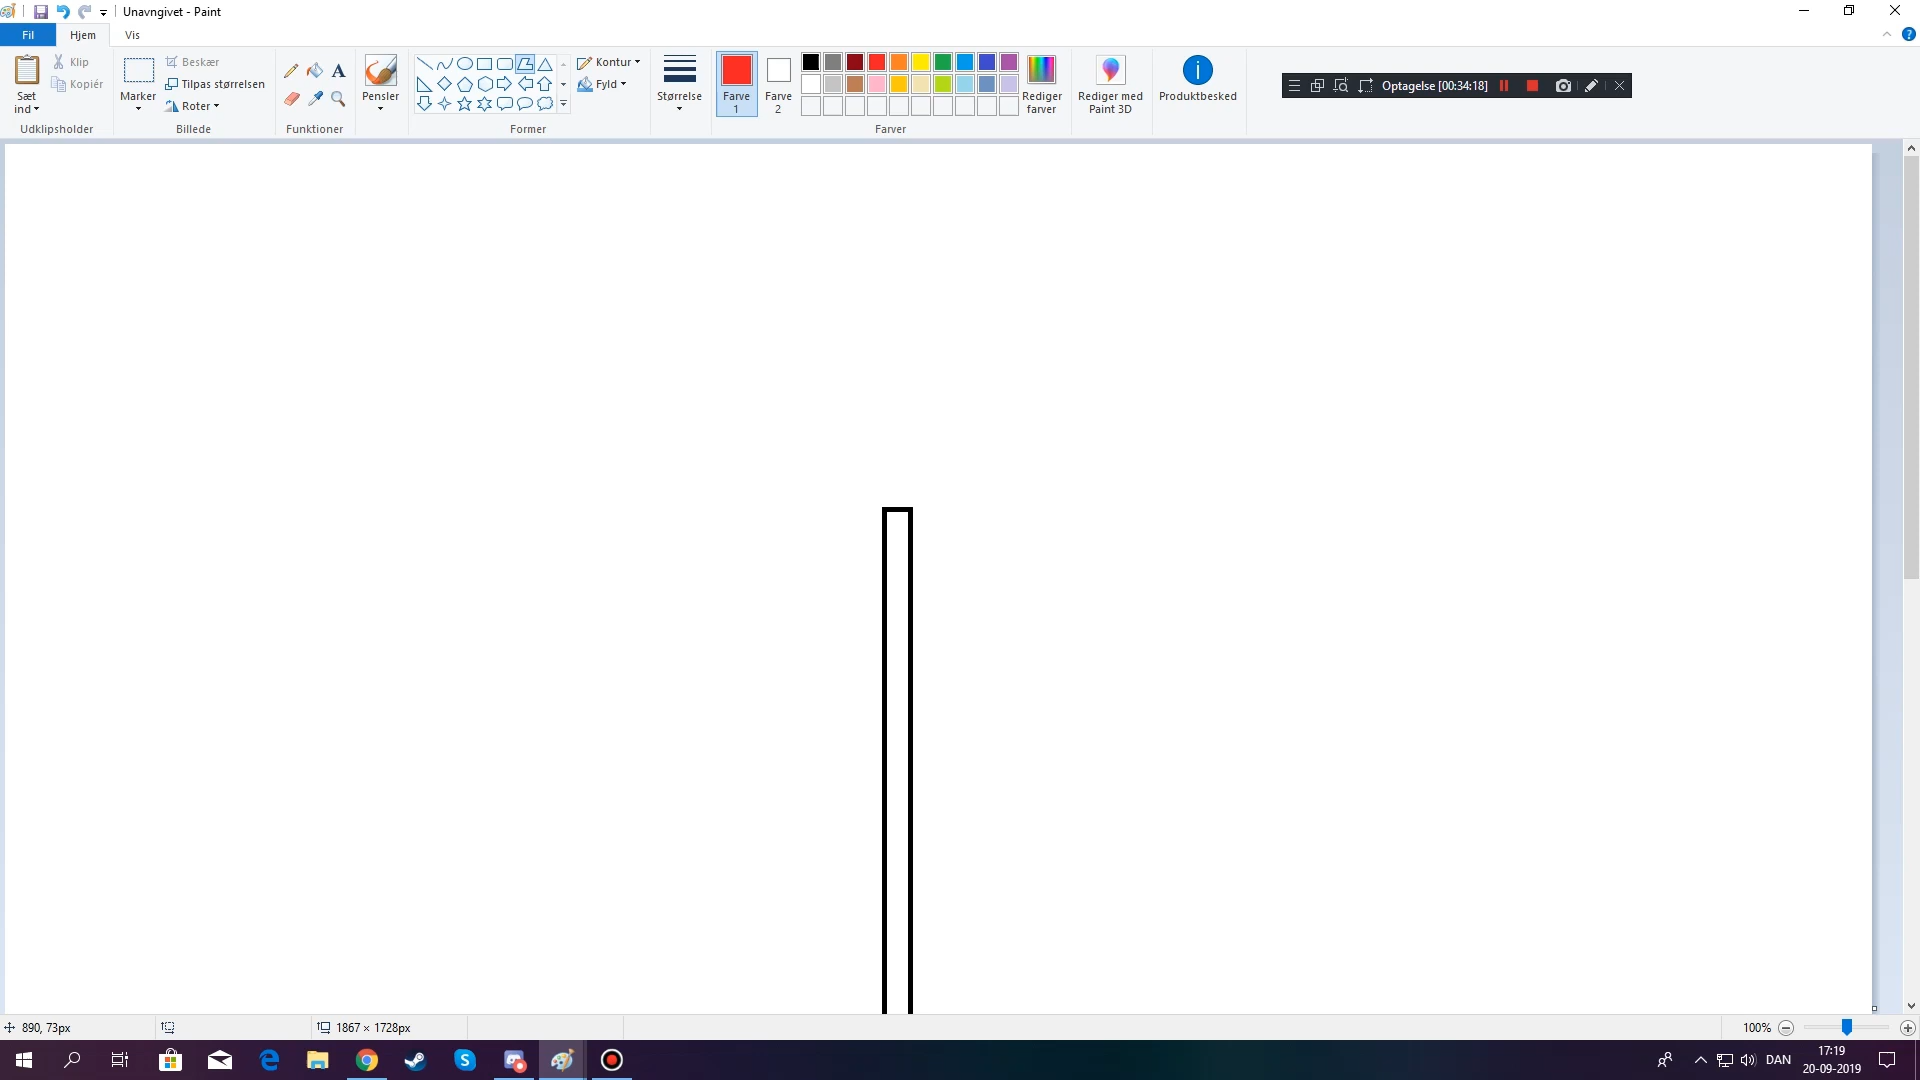 Unavngivet - Paint
Fil Hjem Vis
Sæt ind
Klip
Kopiér
Udklipsholder
Marker
Beskær
Tilpas størrelsen
Roter
Billede
A
Funktioner
Pensler
Kontur
Fyld
Former
Størrelse
Farve 1
Farve 2
Rediger farver
Farver
Rediger med Paint 3D
Produktbesked
Optagelse [00:34:18]
890, 73px
1867 × 1728px
100%
DAN
17:19
20-09-2019